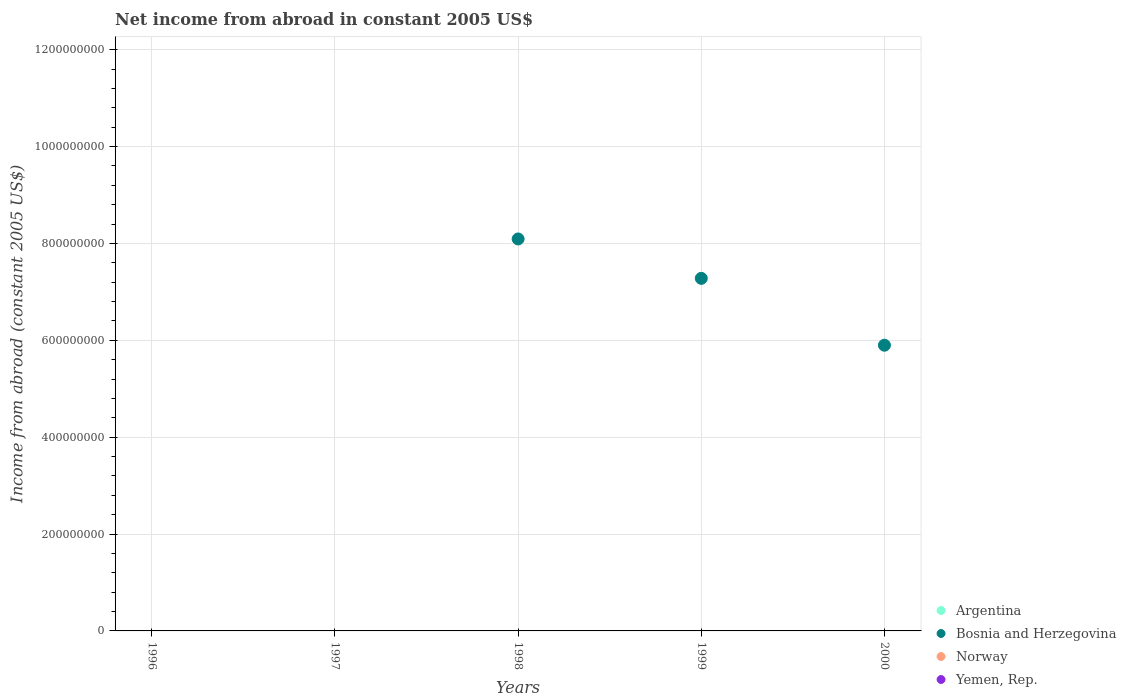 Net income from abroad in constant 2005 US$
Income from abroad (constant 2005 US$)
1200000000
1000000000
800000000
600000000
400000000
200000000
0
1996
1997
1998
1999
2000
Years
Argentina
Bosnia and Herzegovina
Norway
Yemen, Rep.